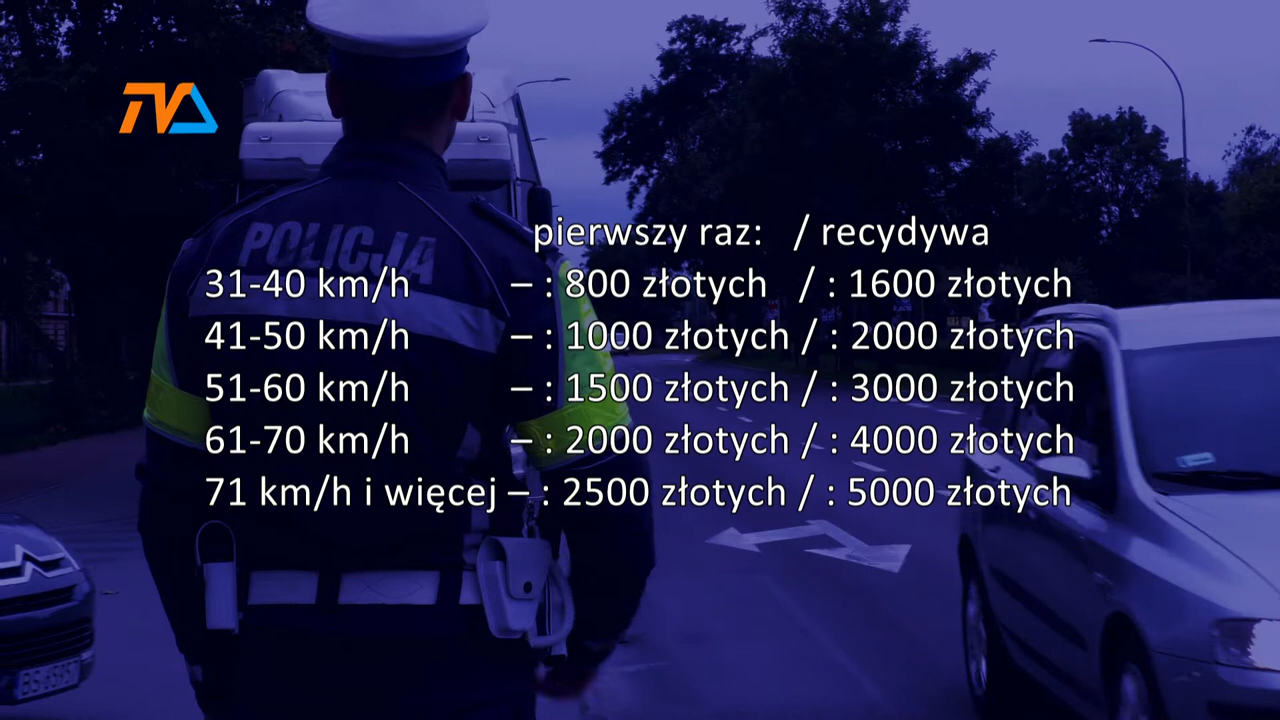 TVA
POLICJA
pierwszy raz: / recydywa
31-40 km/h – : 800 złotych / : 1600 złotych
41-50 km/h – : 1000 złotych / : 2000 złotych
51-60 km/h – : 1500 złotych / : 3000 złotych
61-70 km/h – : 2000 złotych / : 4000 złotych
71 km/h i więcej – : 2500 złotych / : 5000 złotych